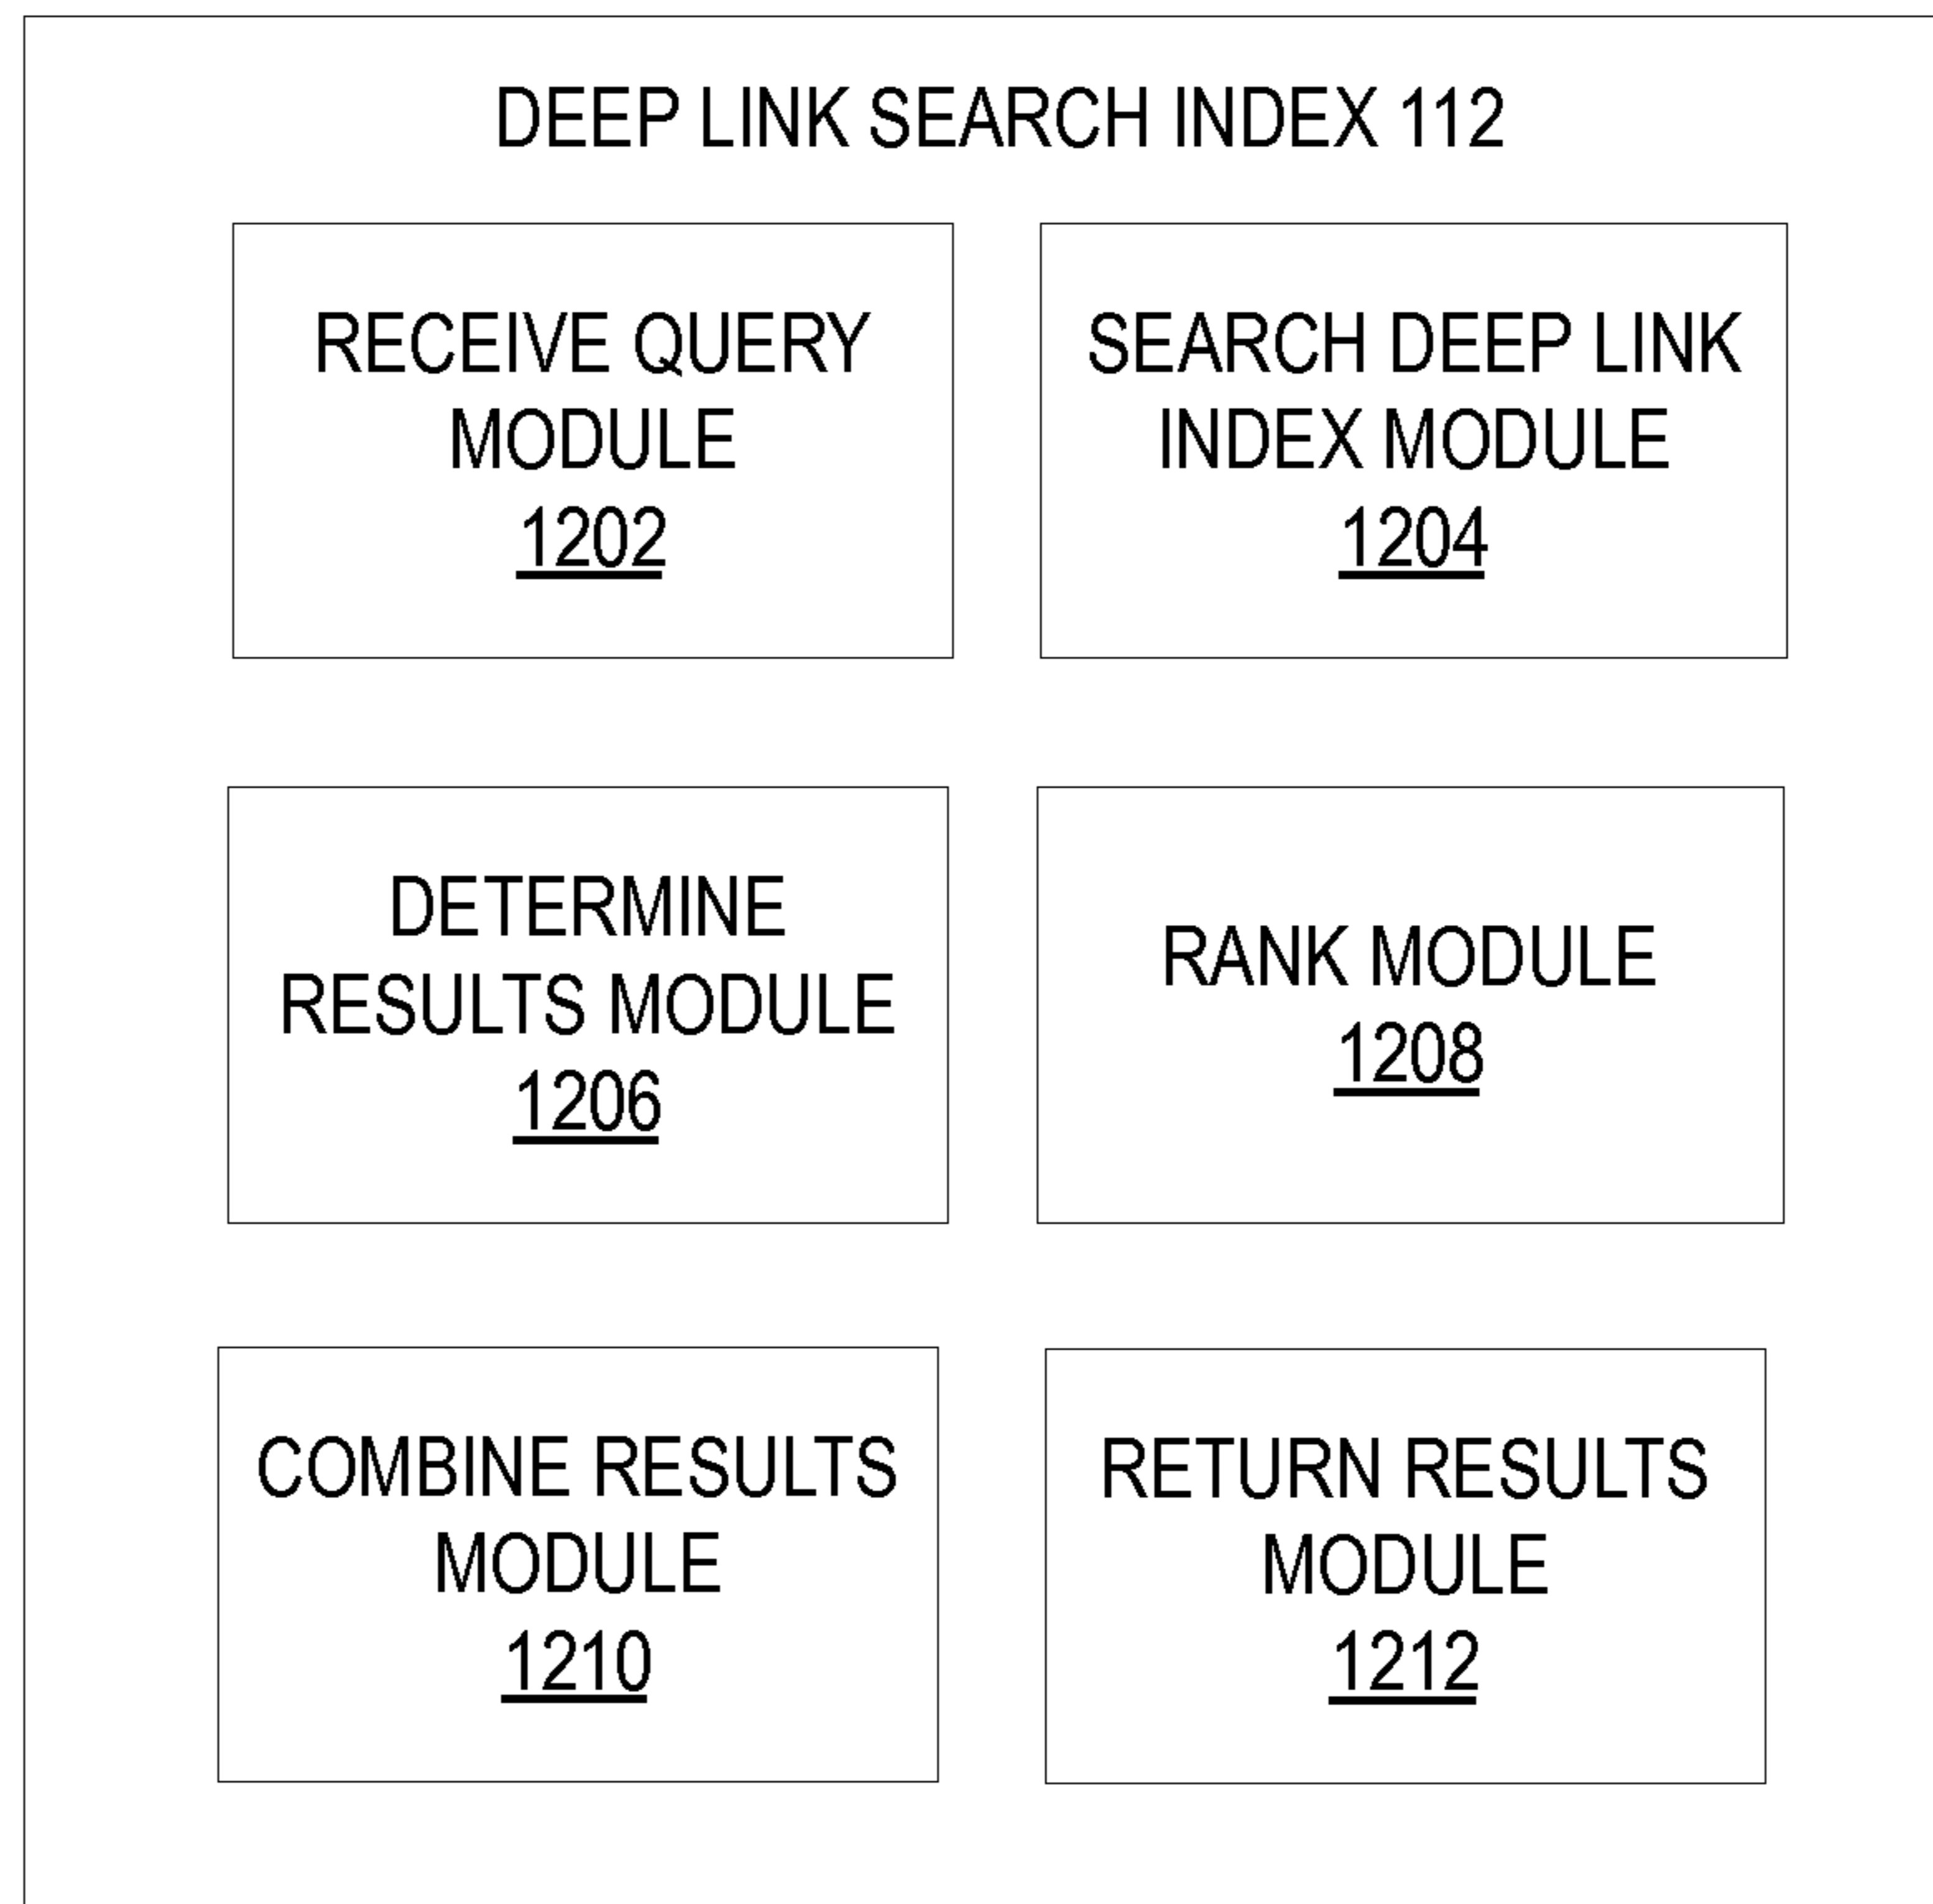 DEEP LINK SEARCH INDEX 112
RECEIVE QUERY
MODULE
1202
SEARCH DEEP LINK
INDEX MODULE
1204
DETERMINE
RESULTS MODULE
1206
RANK MODULE
1208
COMBINE RESULTS
MODULE
1210
RETURN RESULTS
MODULE
1212